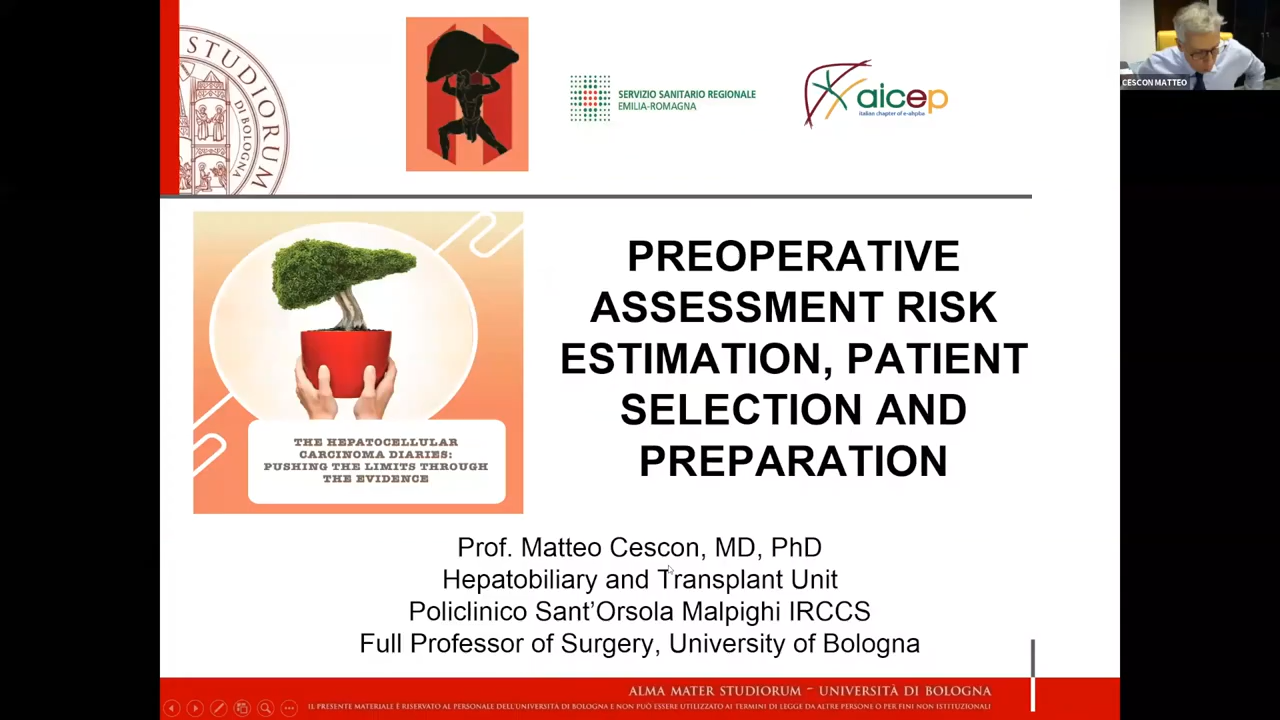 STUDIORUM
DI BOLOGNA
SERVIZIO SANITARIO REGIONALE
EMILIA-ROMAGNA
aicep
italian chapter of e-ahpba
CESCON MATTEO
PREOPERATIVE
ASSESSMENT RISK
ESTIMATION, PATIENT
SELECTION AND
PREPARATION
THE HEPATOCELLULAR
CARCINOMA DIARIES:
PUSHING THE LIMITS THROUGH
THE EVIDENCE
Prof. Matteo Cescon, MD, PhD
Hepatobiliary and Transplant Unit
Policlinico Sant’Orsola Malpighi IRCCS
Full Professor of Surgery, University of Bologna
ALMA MATER STUDIORUM ~ UNIVERSITÀ DI BOLOGNA
IL PRESENTE MATERIALE È RISERVATO AL PERSONALE DELL'UNIVERSITÀ DI BOLOGNA E NON PUÒ ESSERE UTILIZZATO AI TERMINI DI LEGGE DA ALTRE PERSONE O PER FINI NON ISTITUZIONALI